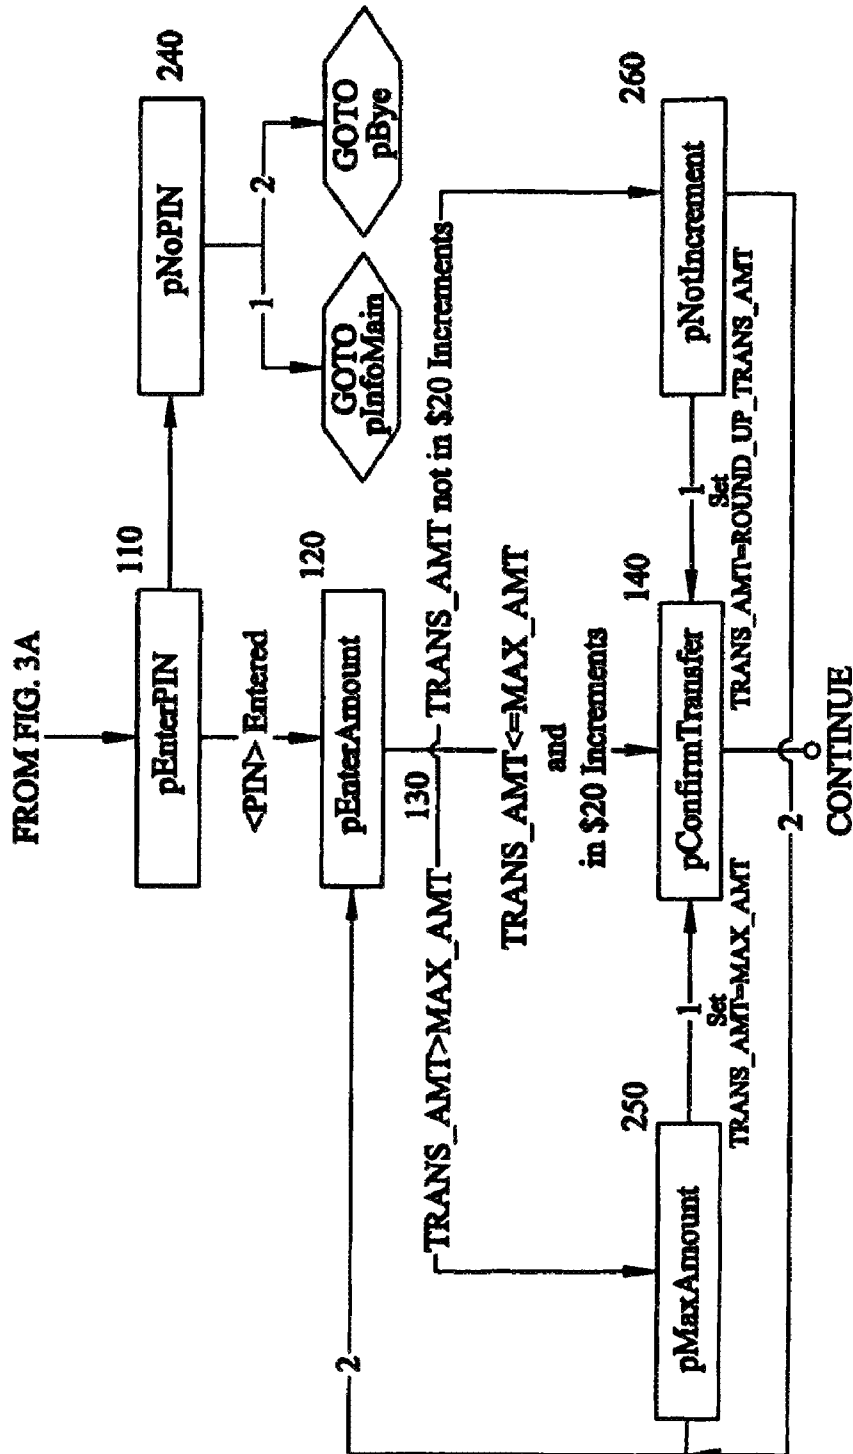 FROM FIG. 3A
110
pEnterPIN
240
pNoPIN
<PIN> Entered
1
2
GOTO
pInfoMain
GOTO
pBye
120
pEnterAmount
2
130
TRANS_AMT>MAX_AMT
TRANS_AMT not in $20 Increments
TRANS_AMT<=MAX_AMT
and
in $20 Increments
250
pMaxAmount
1
Set
TRANS_AMT=MAX_AMT
140
pConfirmTransfer
1
Set
TRANS_AMT=ROUND_UP_TRANS_AMT
260
pNotIncrement
2
CONTINUE